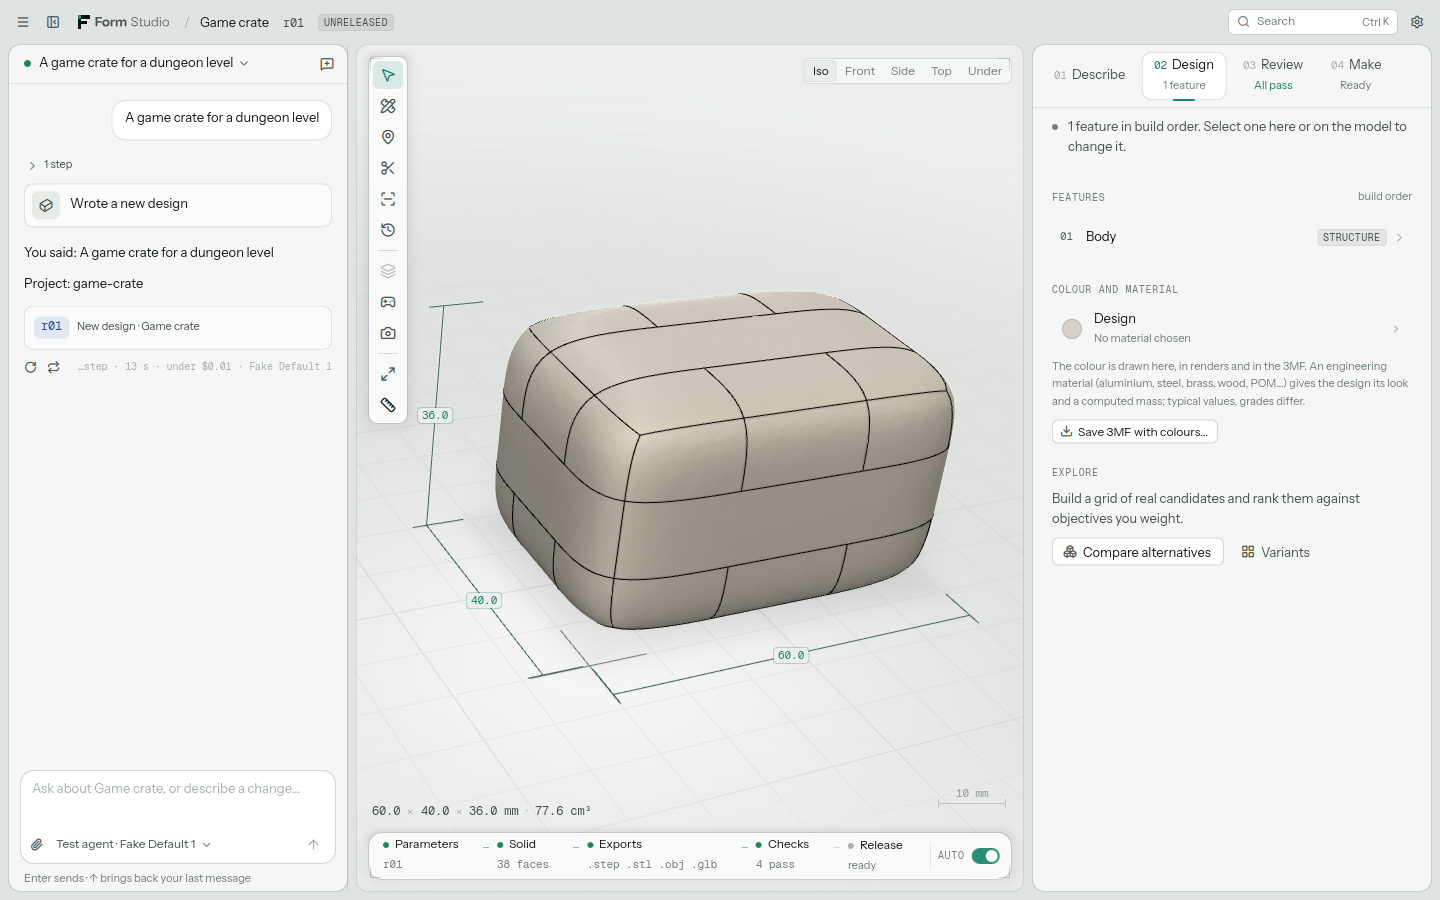 Form Studio / Game crate r01 UNRELEASED
Search Ctrl K
A game crate for a dungeon level
A game crate for a dungeon level
1 step
Wrote a new design
You said: A game crate for a dungeon level
Project: game-crate
r01 New design · Game crate
…step · 13 s · under $0.01 · Fake Default 1
Ask about Game crate, or describe a change…
Test agent · Fake Default 1
Enter sends · ↑ brings back your last message
Iso Front Side Top Under
36.0
40.0
60.0
10 mm
60.0 × 40.0 × 36.0 mm · 77.6 cm³
Parameters – Solid – Exports – Checks – Release
r01 38 faces .step .stl .obj .glb 4 pass ready
AUTO
01 Describe 02 Design 03 Review 04 Make
1 feature All pass Ready
1 feature in build order. Select one here or on the model to
change it.
FEATURES build order
01 Body STRUCTURE
COLOUR AND MATERIAL
Design
No material chosen
The colour is drawn here, in renders and in the 3MF. An engineering
material (aluminium, steel, brass, wood, POM…) gives the design its look
and a computed mass; typical values, grades differ.
Save 3MF with colours…
EXPLORE
Build a grid of real candidates and rank them against
objectives you weight.
Compare alternatives Variants